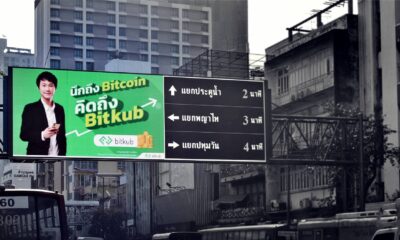 นึกถึง Bitcoin
คิดถึง
Bitkub
bitkub
แยกประตูน้ำ 2 นาที
แยกพญาไท 3 นาที
แยกปทุมวัน 4 นาที
60